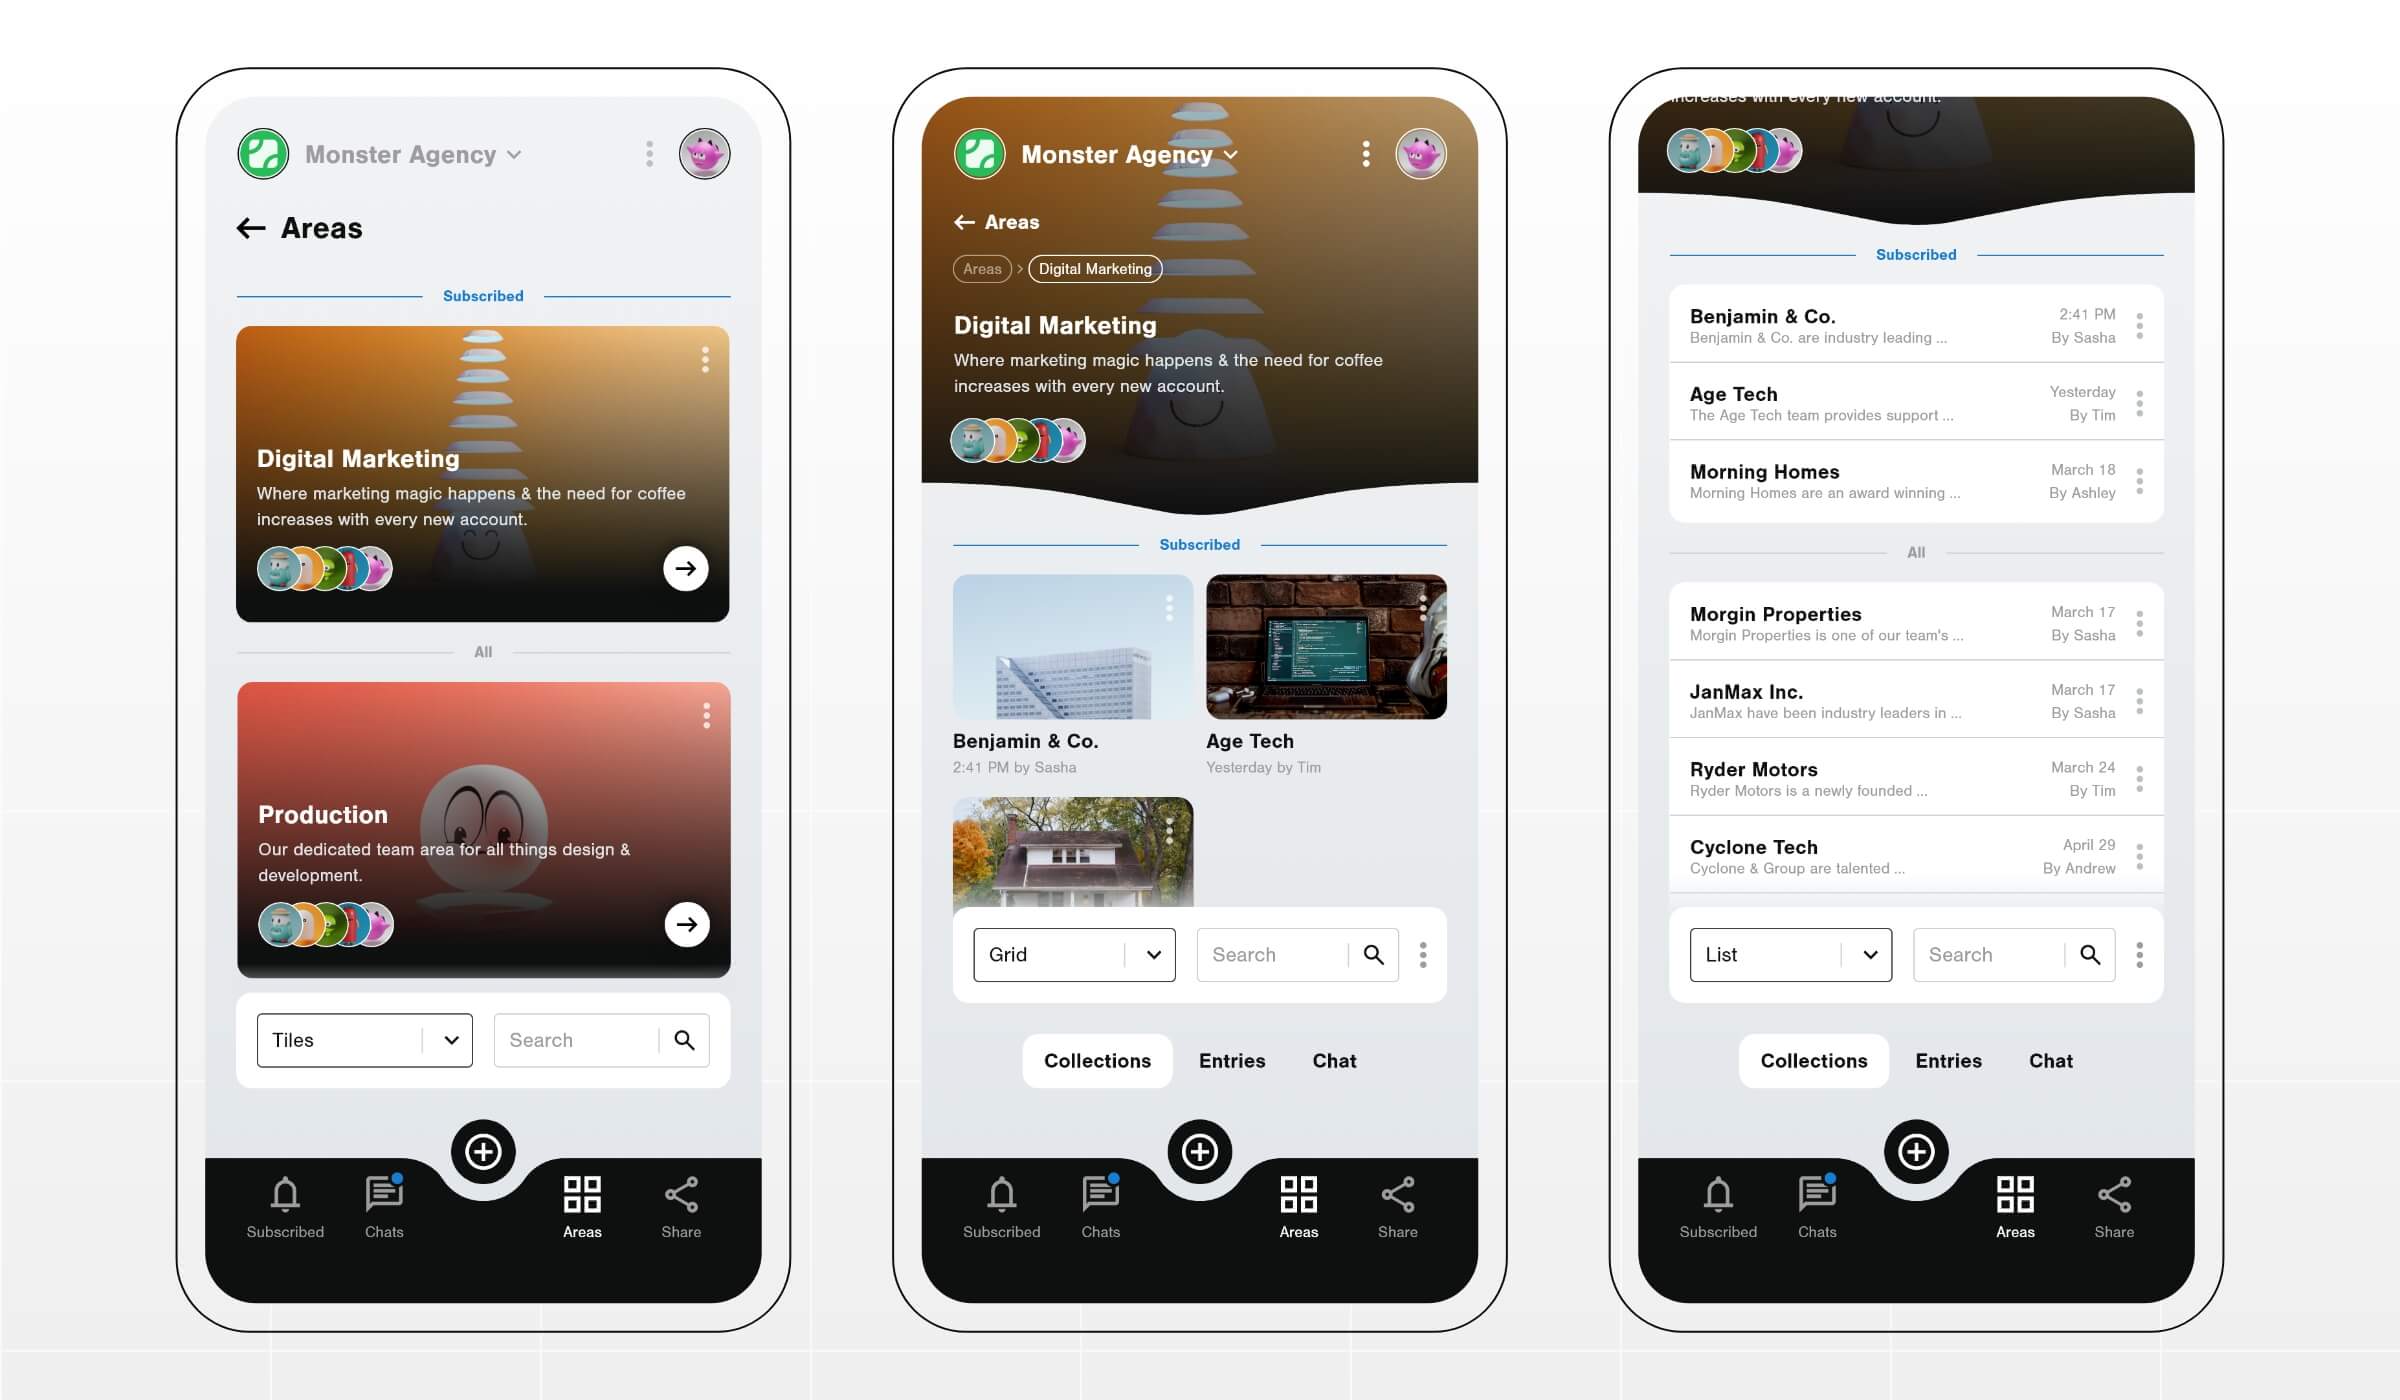 Monster Agency
Areas
Subscribed
Digital Marketing
Where marketing magic happens & the need for coffee
increases with every new account.
All
Production
Our dedicated team area for all things design &
development.
Tiles
Search
Subscribed
Chats
Areas
Share
Monster Agency
Areas
Areas
Digital Marketing
Digital Marketing
Where marketing magic happens & the need for coffee
increases with every new account.
Subscribed
Benjamin & Co.
2:41 PM by Sasha
Age Tech
Yesterday by Tim
Grid
Search
Collections
Entries
Chat
Subscribed
Chats
Areas
Share
increases with every new account.
Subscribed
Benjamin & Co.
2:41 PM
Benjamin & Co. are industry leading ...
By Sasha
Age Tech
Yesterday
The Age Tech team provides support ...
By Tim
Morning Homes
March 18
Morning Homes are an award winning ...
By Ashley
All
Morgin Properties
March 17
Morgin Properties is one of our team's ...
By Sasha
JanMax Inc.
March 17
JanMax have been industry leaders in ...
By Sasha
Ryder Motors
March 24
Ryder Motors is a newly founded ...
By Tim
Cyclone Tech
April 29
Cyclone & Group are talented ...
By Andrew
List
Search
Collections
Entries
Chat
Subscribed
Chats
Areas
Share